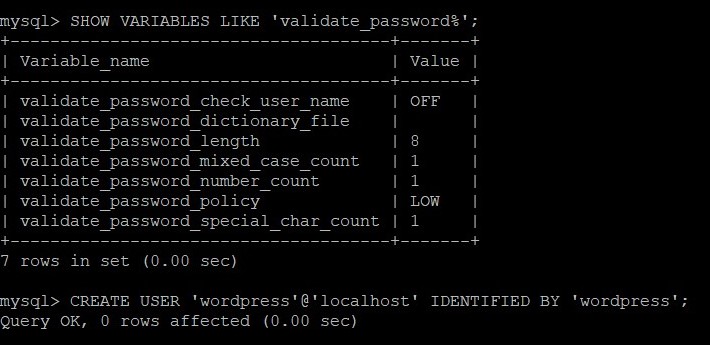 mysql> SHOW VARIABLES LIKE 'validate_password%';
+--------------------------------------+-------+
| Variable_name                        | Value |
+--------------------------------------+-------+
| validate_password_check_user_name    | OFF   |
| validate_password_dictionary_file    |       |
| validate_password_length             | 8     |
| validate_password_mixed_case_count   | 1     |
| validate_password_number_count       | 1     |
| validate_password_policy             | LOW   |
| validate_password_special_char_count | 1     |
+--------------------------------------+-------+
7 rows in set (0.00 sec)
mysql> CREATE USER 'wordpress'@'localhost' IDENTIFIED BY 'wordpress';
Query OK, 0 rows affected (0.00 sec)